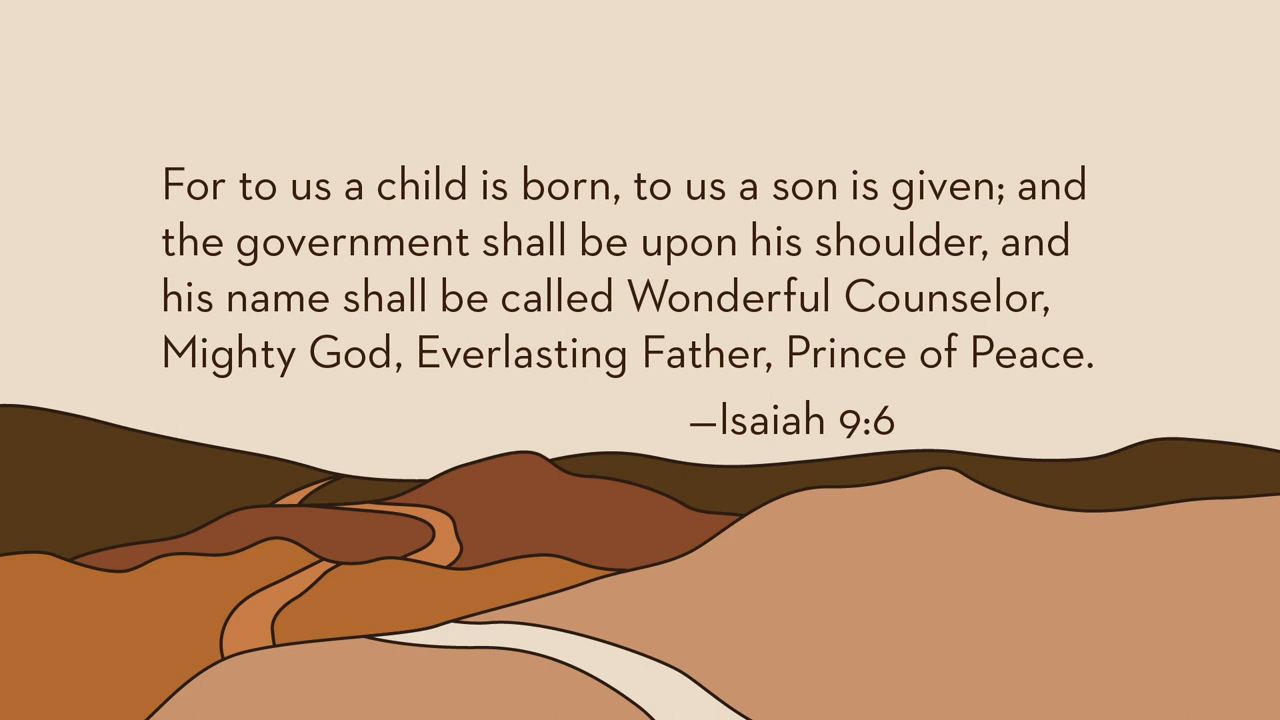 For to us a child is born, to us a son is given; and
the government shall be upon his shoulder, and
his name shall be called Wonderful Counselor,
Mighty God, Everlasting Father, Prince of Peace.
—Isaiah 9:6